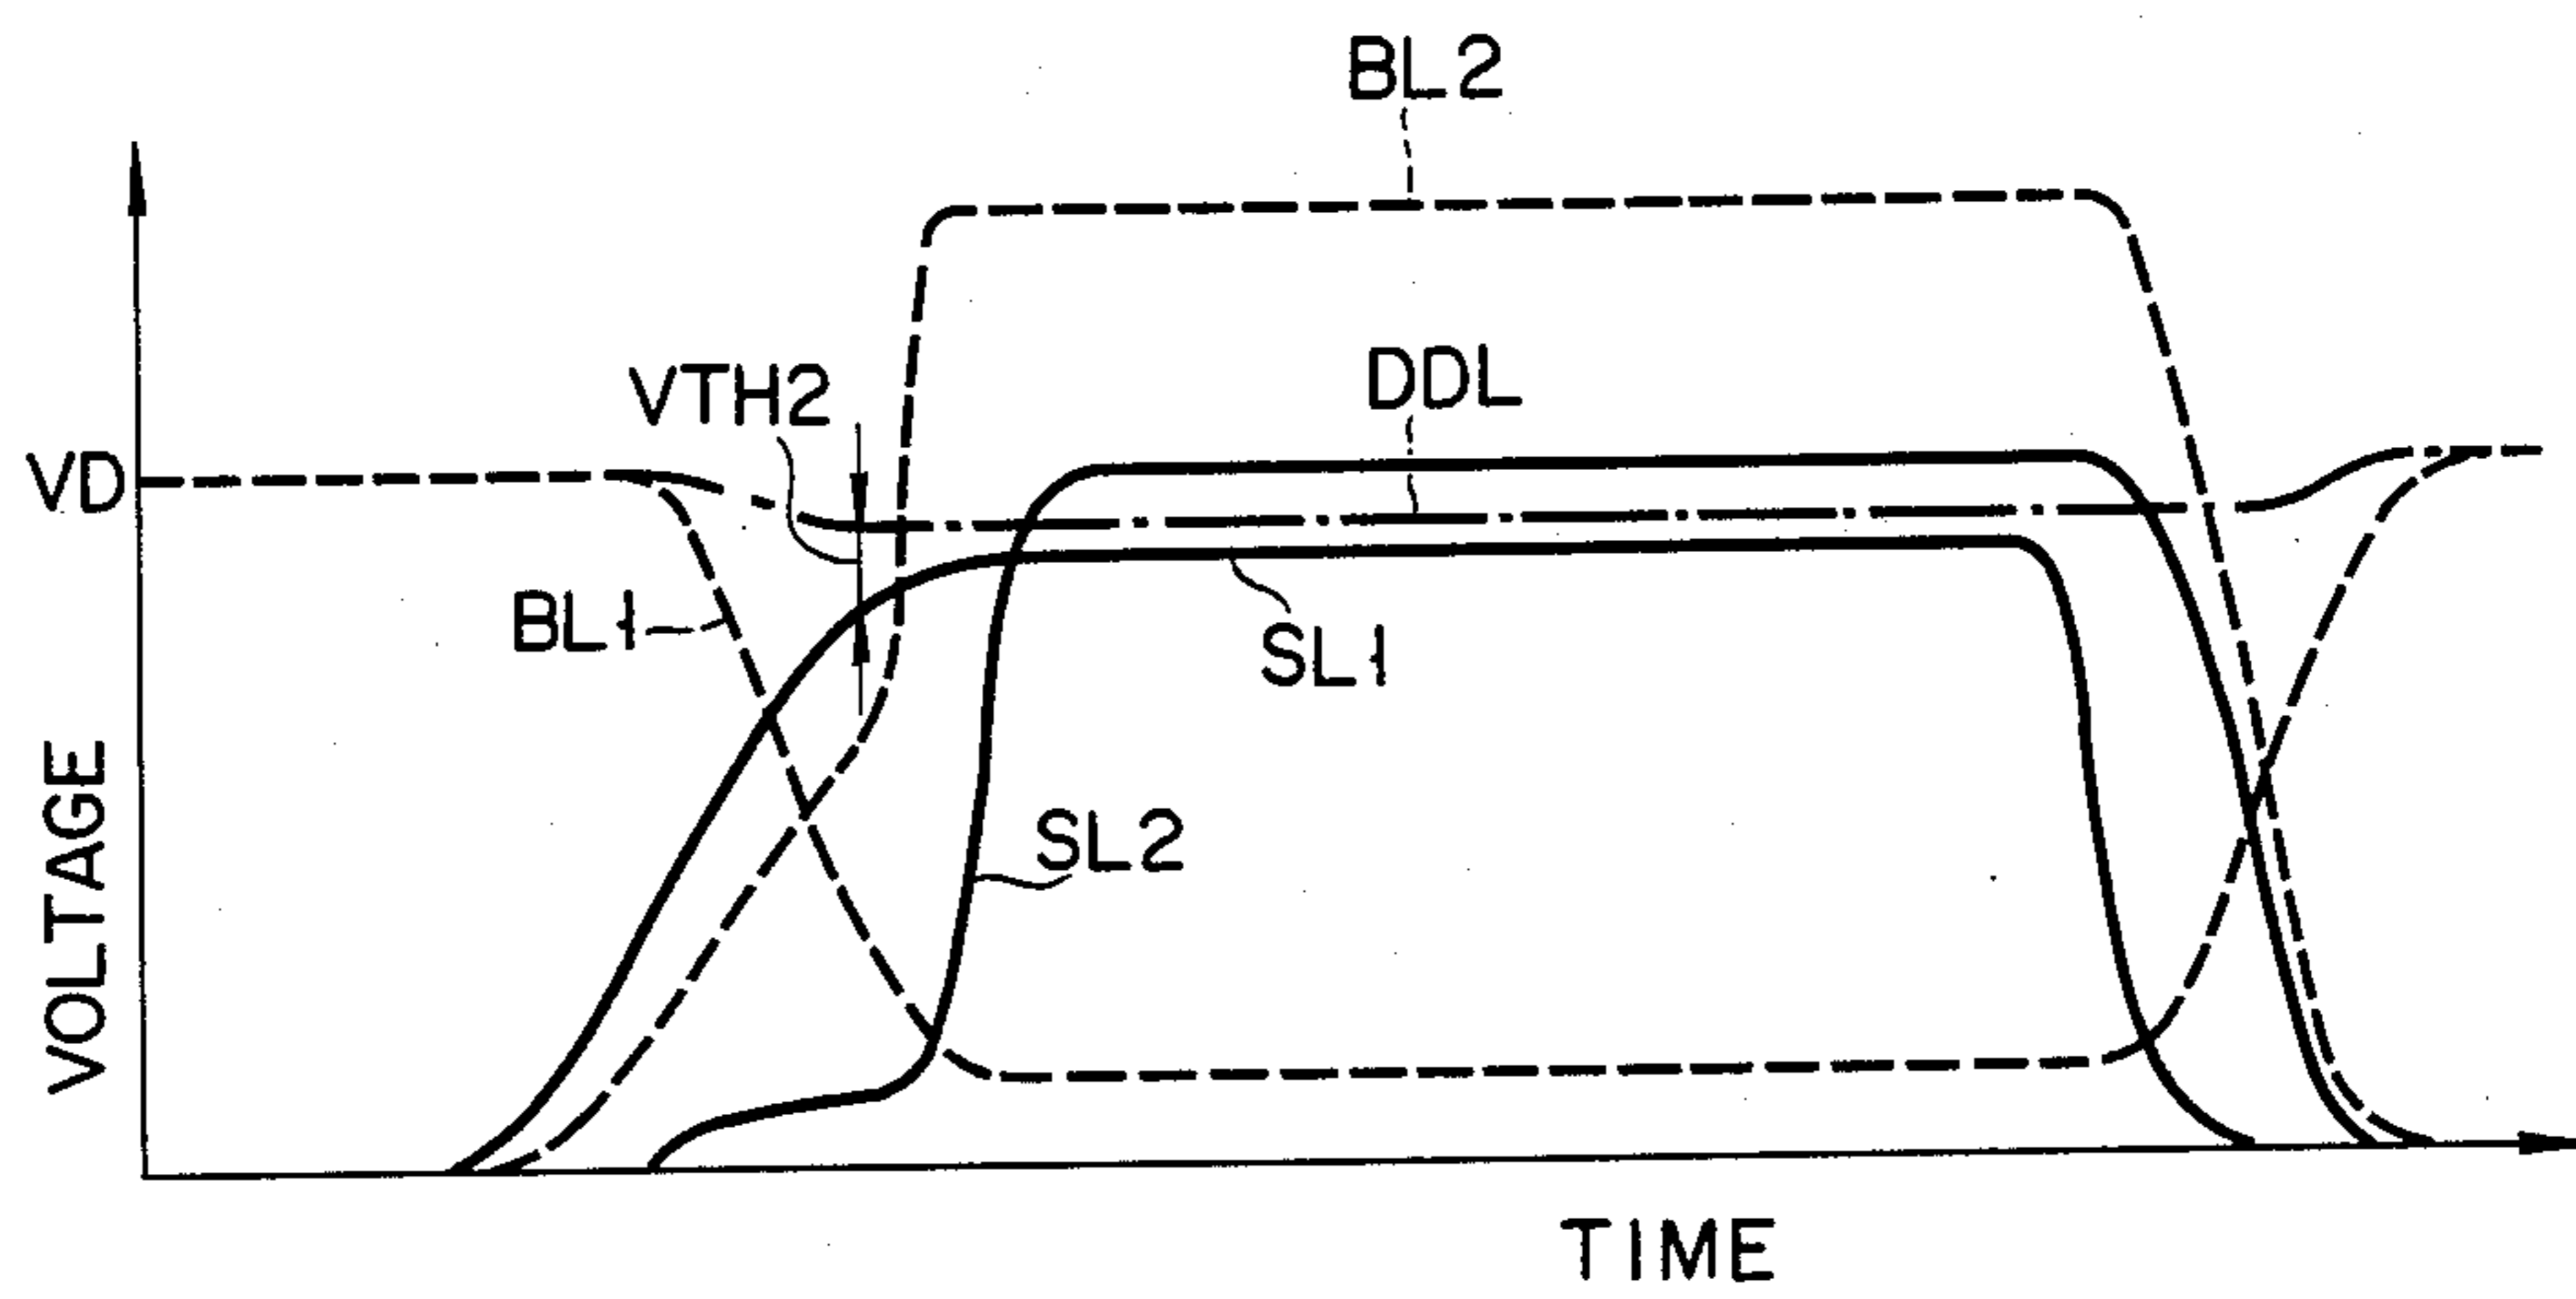 BL2
VTH2
DDL
VD
BL1
SL1
SL2
VOLTAGE
TIME